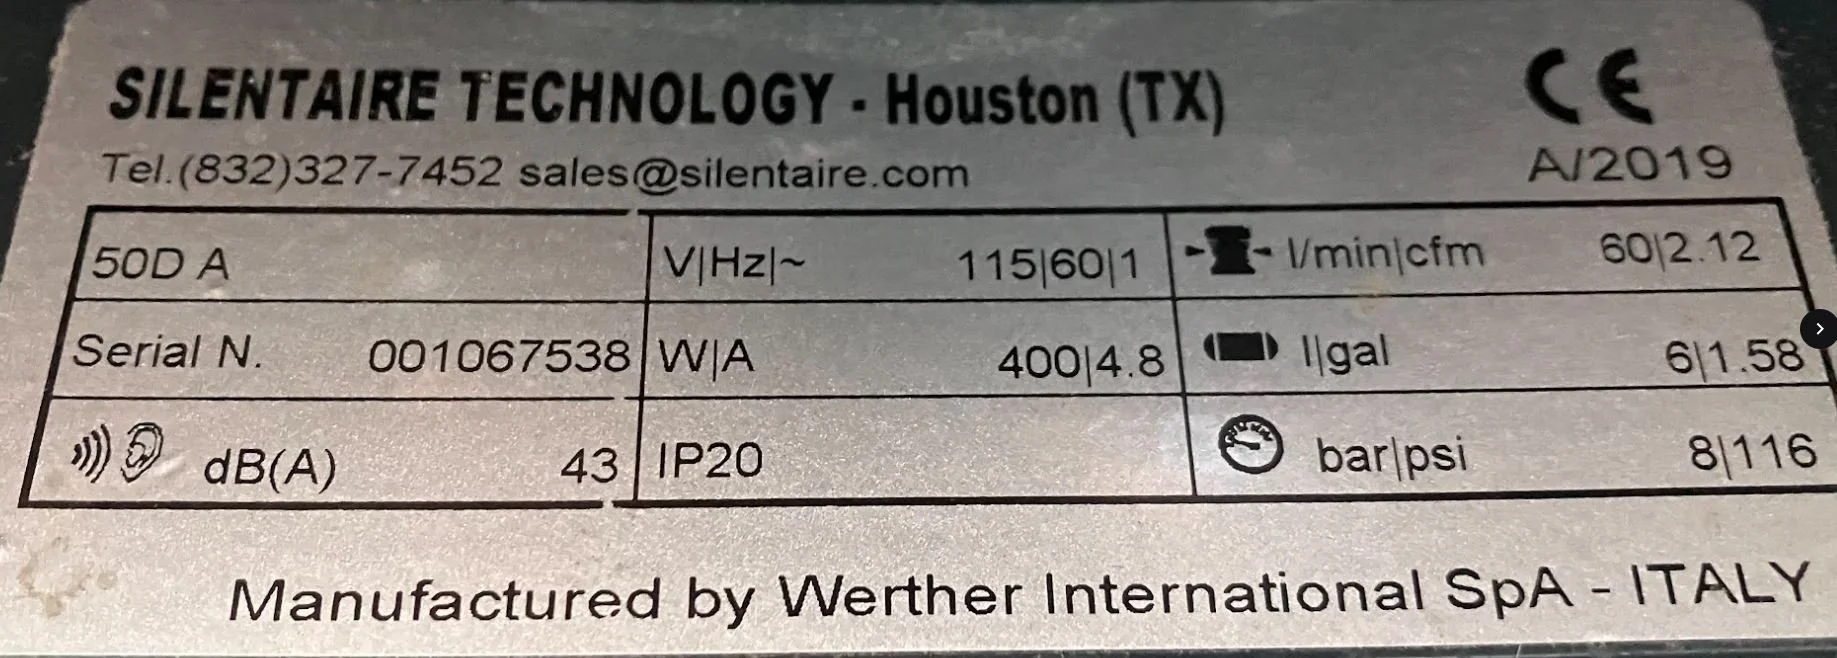 SILENTAIRE TECHNOLOGY - Houston (TX)
CE
Tel.(832)327-7452 sales@silentaire.com
A/2019
50D A
V|Hz|~ 115|60|1
l/min|cfm 60|2.12
Serial N. 001067538
W|A 400|4.8
l|gal 6|1.58
dB(A) 43
IP20
bar|psi 8|116
Manufactured by Werther International SpA - ITALY